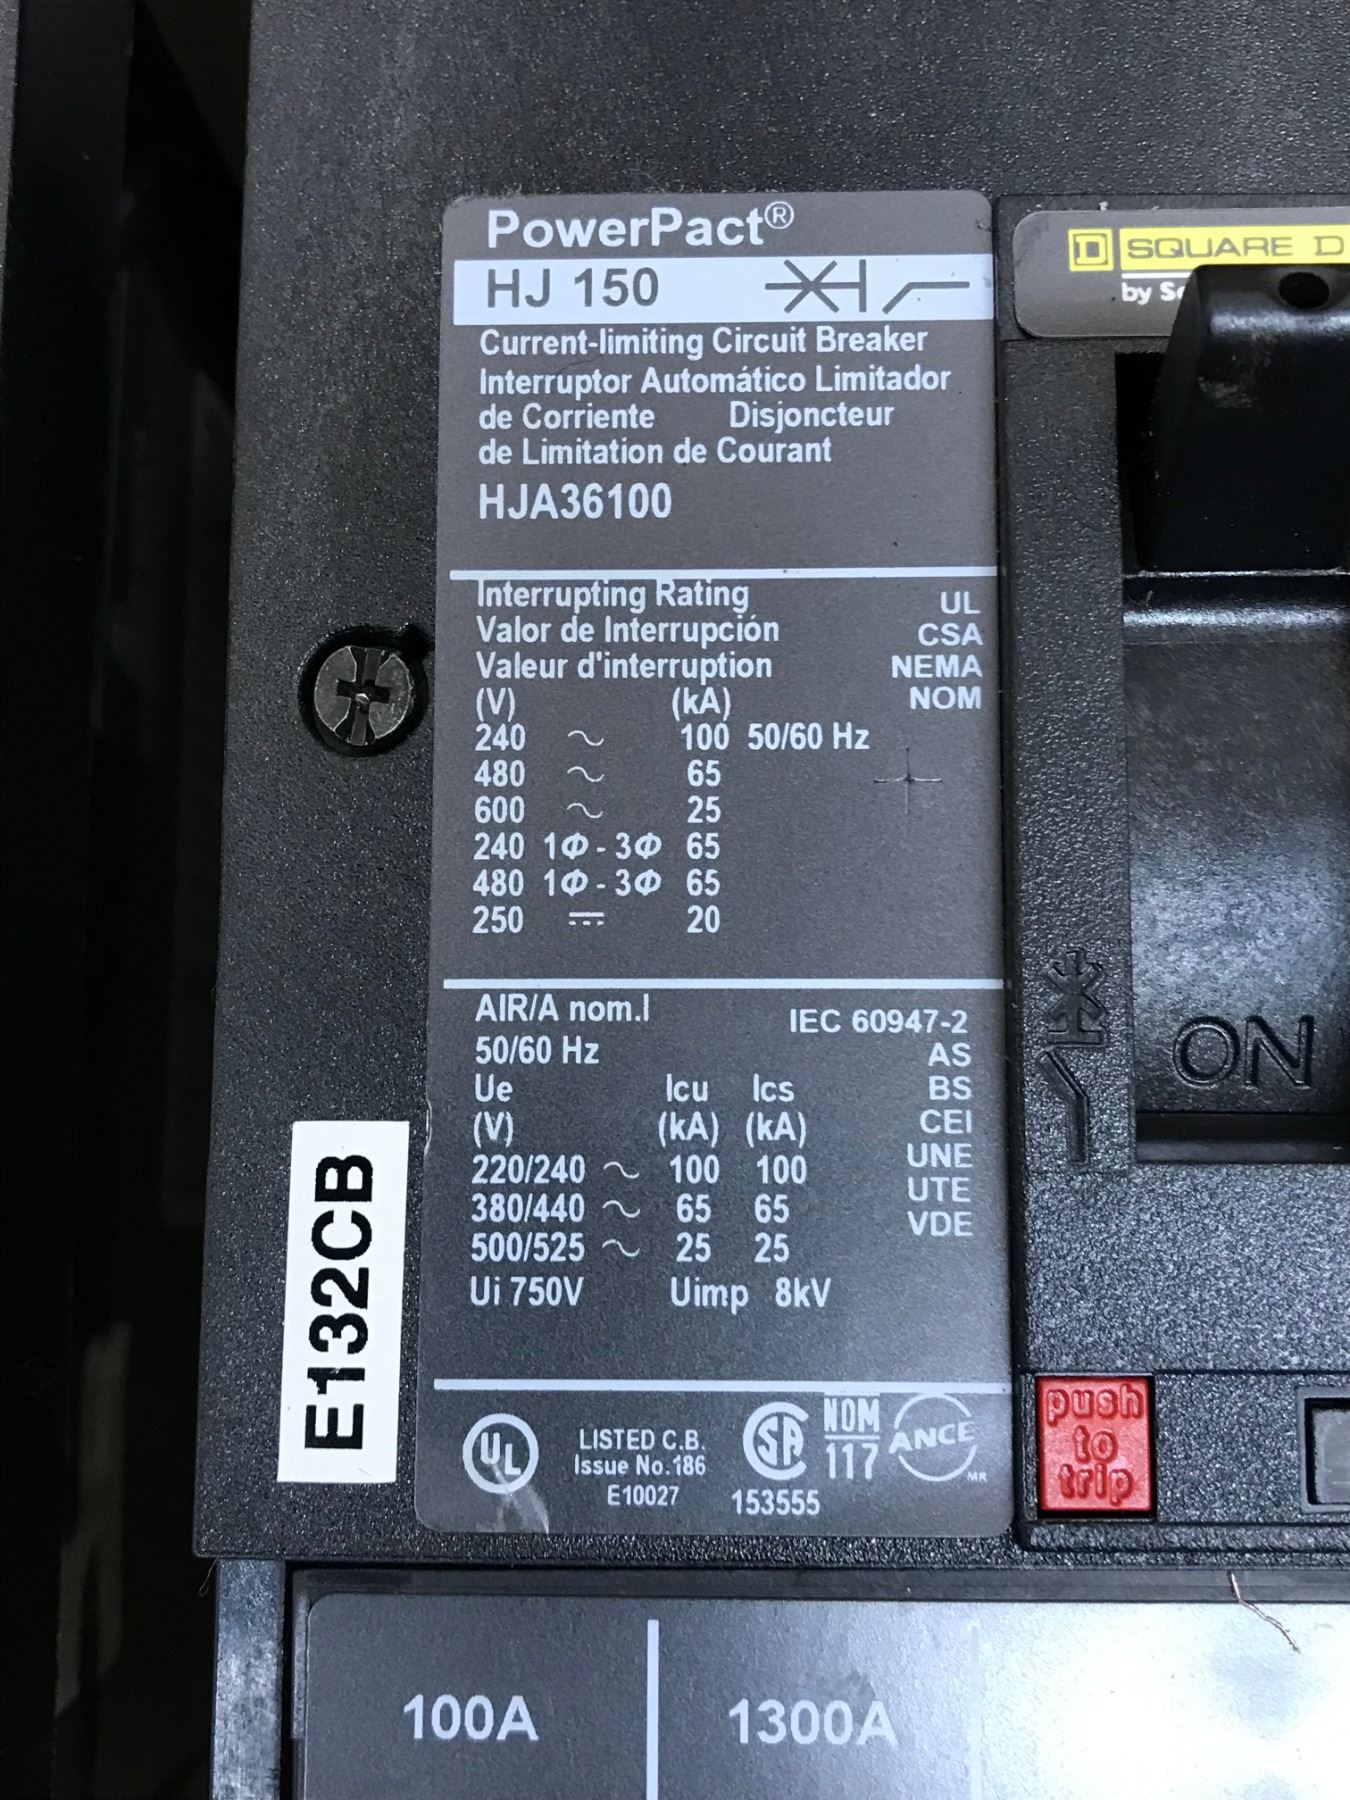 PowerPact®
HJ 150
Current-limiting Circuit Breaker
Interruptor Automático Limitador
de Corriente Disjoncteur
de Limitation de Courant
HJA36100
Interrupting Rating
Valor de Interrupción
Valeur d'interruption
UL
CSA
NEMA
NOM
(V) (kA)
240 ~ 100 50/60 Hz
480 ~ 65
600 ~ 25
240 1Φ - 3Φ 65
480 1Φ - 3Φ 65
250 ⎓ 20
AIR/A nom.I
50/60 Hz
IEC 60947-2
AS
BS
CEI
UNE
UTE
VDE
Ue Icu Ics
(V) (kA) (kA)
220/240 ~ 100 100
380/440 ~ 65 65
500/525 ~ 25 25
Ui 750V Uimp 8kV
UL
LISTED C.B.
Issue No.186
E10027
SA
153555
NOM
117
ANCE
MR
E132CB
SQUARE D
by
ON
push
to
trip
100A 1300A